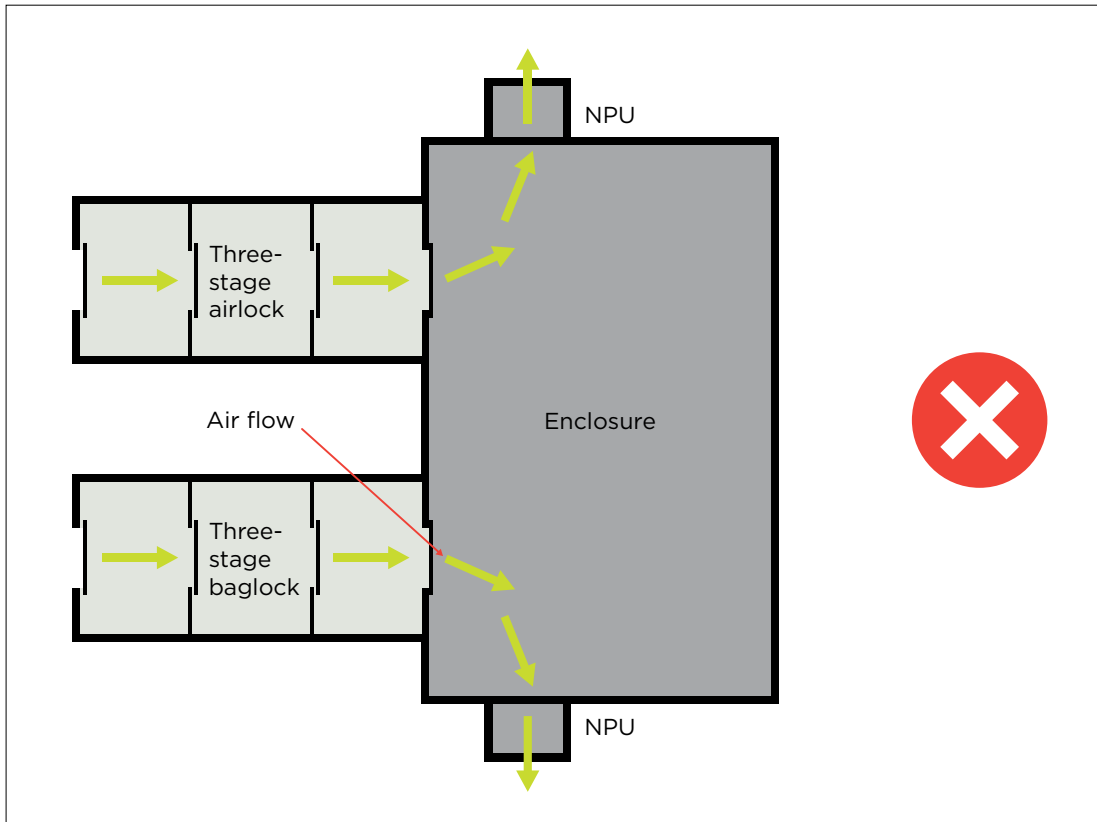 NPU
Three-
stage
airlock
Air flow
Enclosure
Three-
stage
baglock
NPU